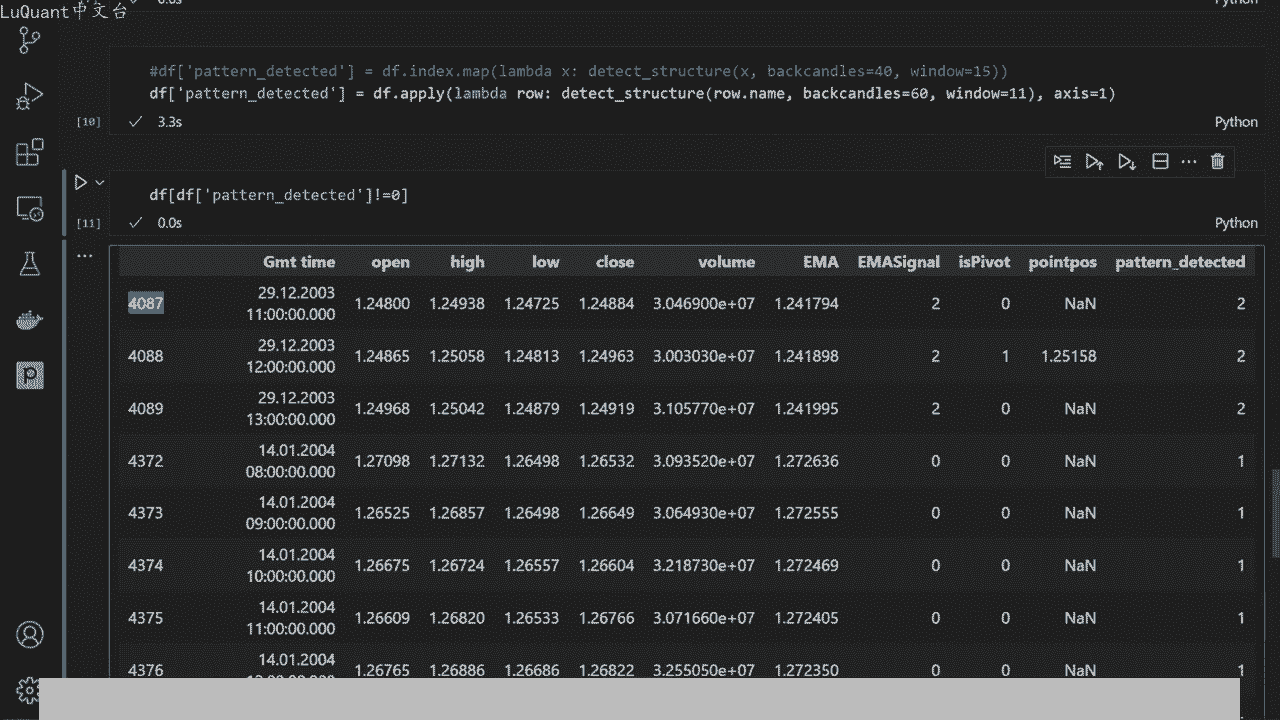 LuQuant中文台
#df['pattern_detected'] = df.index.map(lambda x: detect_structure(x, backcandles=40, window=15))
df['pattern_detected'] = df.apply(lambda row: detect_structure(row.name, backcandles=60, window=11), axis=1)
[10] 3.3s Python
df[df['pattern_detected']!=0]
[11] 0.0s Python
Gmt time open high low close volume EMA EMASignal isPivot pointpos pattern_detected
4087 29.12.2003 11:00:00.000 1.24800 1.24938 1.24725 1.24884 3.046900e+07 1.241794 2 0 NaN 2
4088 29.12.2003 12:00:00.000 1.24865 1.25058 1.24813 1.24963 3.003030e+07 1.241898 2 1 1.25158 2
4089 29.12.2003 13:00:00.000 1.24968 1.25042 1.24879 1.24919 3.105770e+07 1.241995 2 0 NaN 2
4372 14.01.2004 08:00:00.000 1.27098 1.27132 1.26498 1.26532 3.093520e+07 1.272636 0 0 NaN 1
4373 14.01.2004 09:00:00.000 1.26525 1.26857 1.26498 1.26649 3.064930e+07 1.272555 0 0 NaN 1
4374 14.01.2004 10:00:00.000 1.26675 1.26724 1.26557 1.26604 3.218730e+07 1.272469 0 0 NaN 1
4375 14.01.2004 11:00:00.000 1.26609 1.26820 1.26533 1.26766 3.071660e+07 1.272405 0 0 NaN 1
4376 14.01.2004 1.26765 1.26886 1.26686 1.26822 3.255050e+07 1.272350 0 0 NaN 1